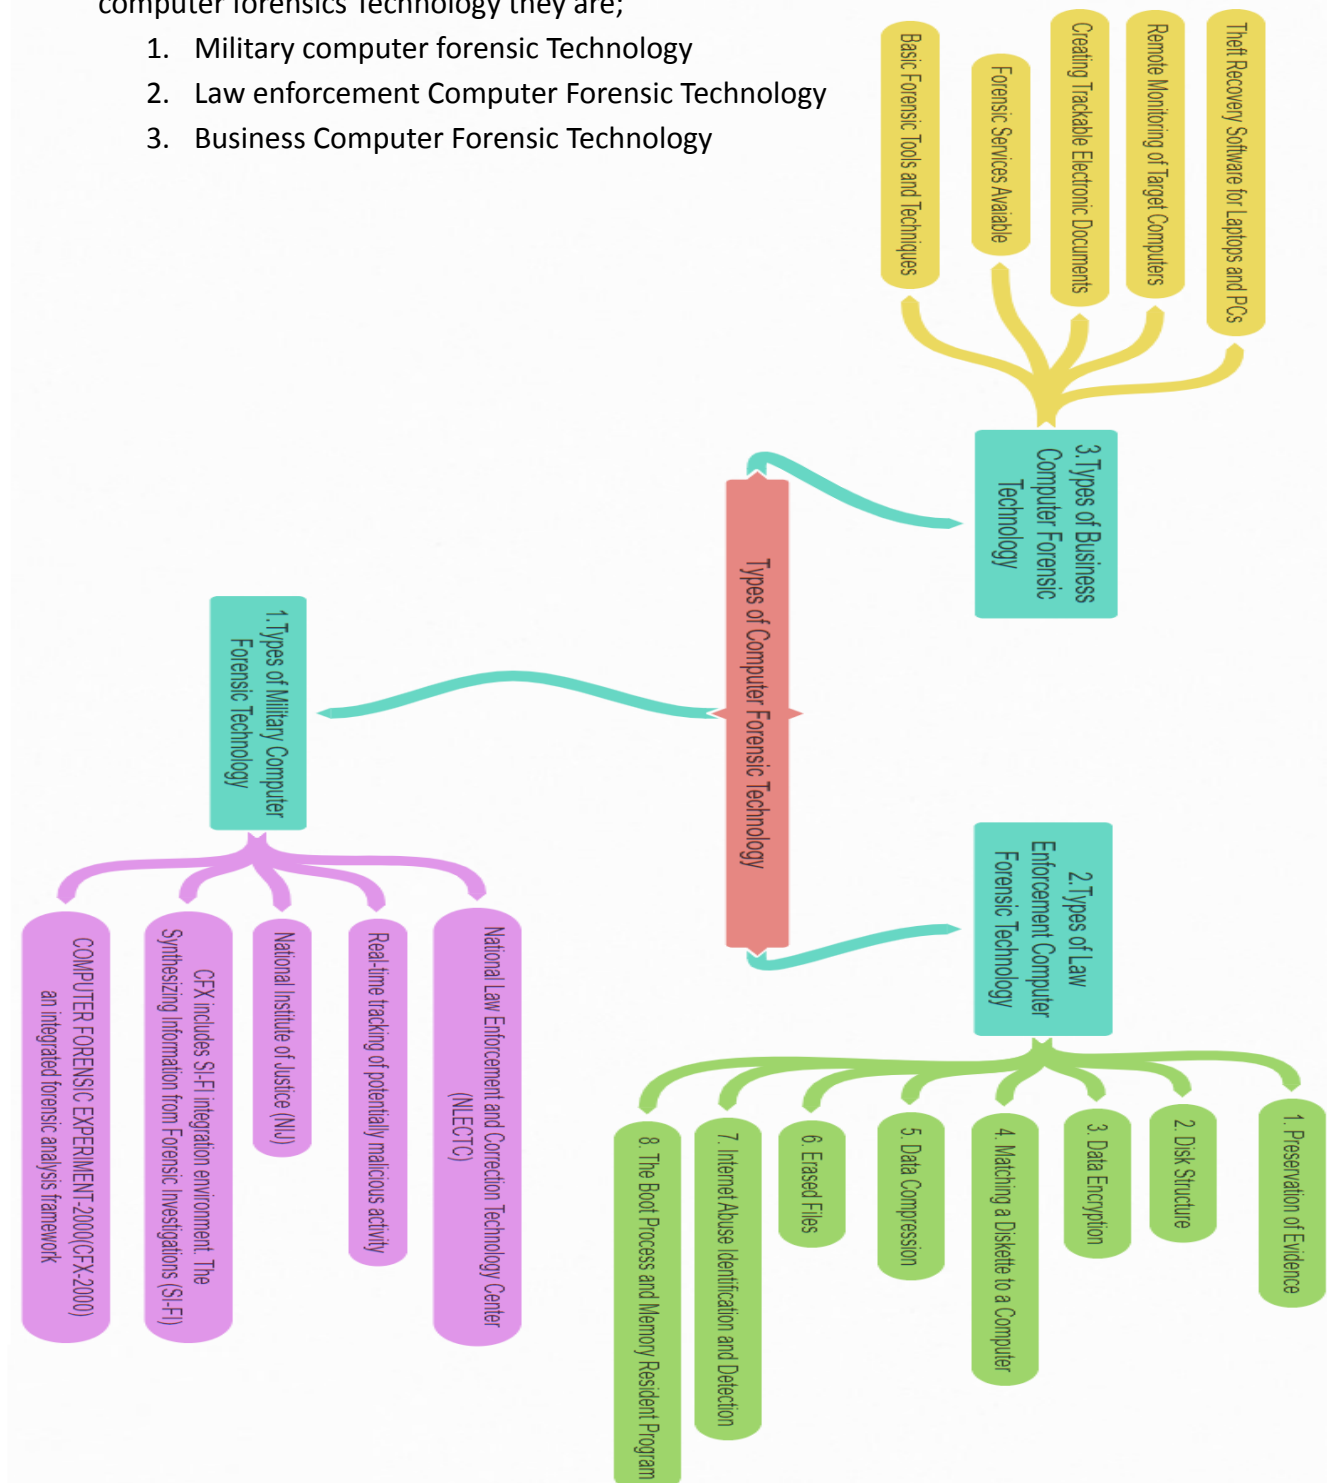 computer forensics Technology they are;
1. Military computer forensic Technology
2. Law enforcement Computer Forensic Technology
3. Business Computer Forensic Technology
Theft Recovery Software for Laptops and PCs
Remote Monitoring of Target Computers
Creating Trackable Electronic Documents
Forensic Services Avaiable
Basic Forensic Tools and Techniques
3.Types of Business
Computer Forensic
Technology
Types of Computer Forensic Technology
1.Types of Military Computer
Forensic Technology
2.Types of Law
Enforcement Computer
Forensic Technology
National Law Enforcement and Correction Technology Center
(NLECTC)
Real-time tracking of potentially malicious activity
National Institute of Justice (NIJ)
CFX includes SI-FI integration environment. The
Synthesizing Information from Forensic Investigations (SI-FI)
COMPUTER FORENSIC EXPERIMENT-2000(CFX-2000)
an integrated forensic analysis framework
1. Preservation of Evidence
2. Disk Structure
3. Data Encryption
4. Matching a Diskette to a Computer
5. Data Compression
6. Erased Files
7. Internet Abuse Identification and Detection
8. The Boot Process and Memory Resident Program